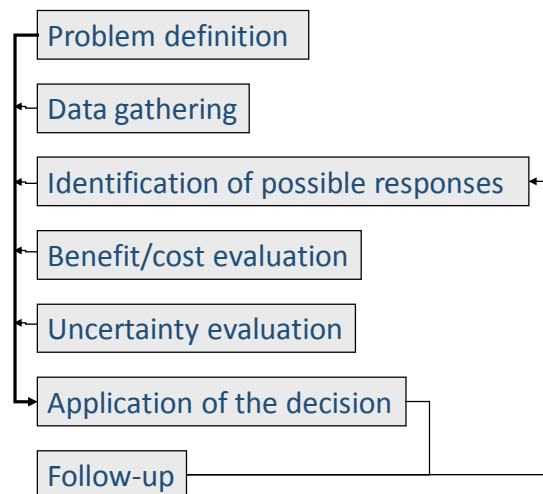 Problem definition
Data gathering
Identification of possible responses
Benefit/cost evaluation
Uncertainty evaluation
Application of the decision
Follow-up